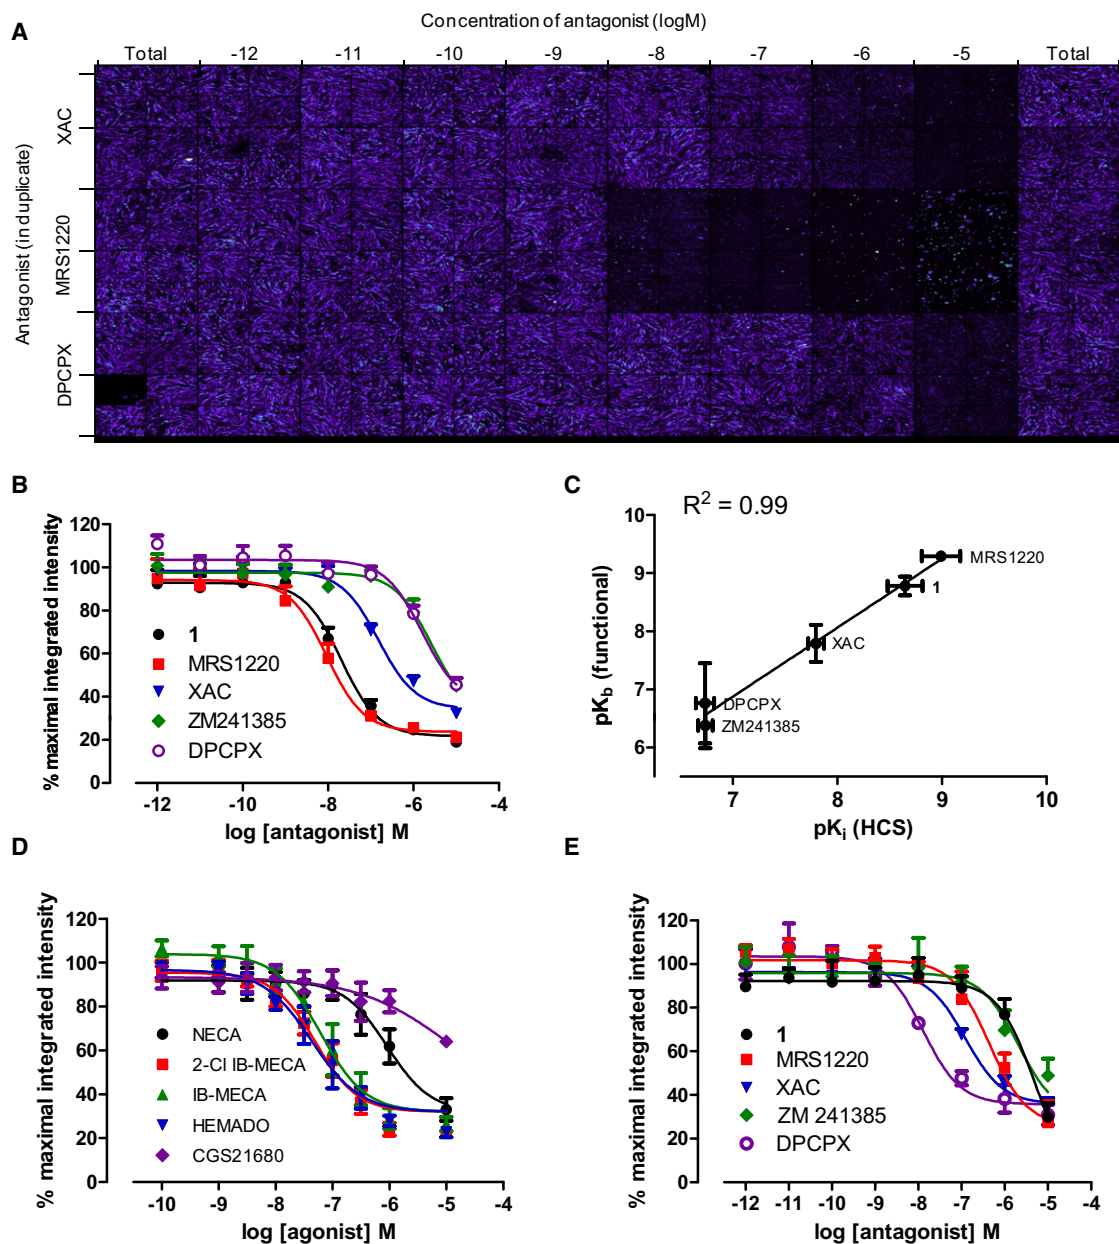 A
Concentration of antagonist (logM)
Total -12 -11 -10 -9 -8 -7 -6 -5 Total
Antagonist (in duplicate)
XAC
MRS1220
DPCPX
B
% maximal integrated intensity
120
100
80
60
40
20
0
1
MRS1220
XAC
ZM241385
DPCPX
-12 -10 -8 -6 -4
log [antagonist] M
C
R2 = 0.99
pKb (functional)
10
9
8
7
6
MRS1220
1
XAC
DPCPX
ZM241385
7 8 9 10
pKi (HCS)
D
% maximal integrated intensity
120
100
80
60
40
20
0
NECA
2-Cl IB-MECA
IB-MECA
HEMADO
CGS21680
-10 -9 -8 -7 -6 -5 -4
log [agonist] M
E
% maximal integrated intensity
120
100
80
60
40
20
0
1
MRS1220
XAC
ZM 241385
DPCPX
-12 -11 -10 -9 -8 -7 -6 -5 -4
log [antagonist] M